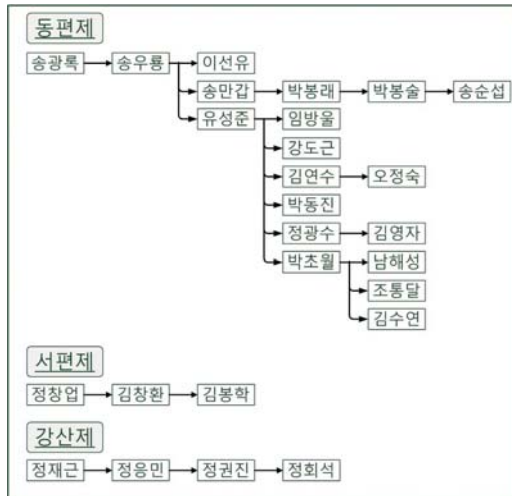 동편제
송광록 송우룡 이선유
송만갑 박봉래 박봉술 송순섭
유성준 임방울
강도근
김연수 오정숙
박동진
정광수 김영자
박초월 남해성
조통달
김수연
서편제
정창업 김창환 김봉학
강산제
정재근 정응민 정권진 정회석